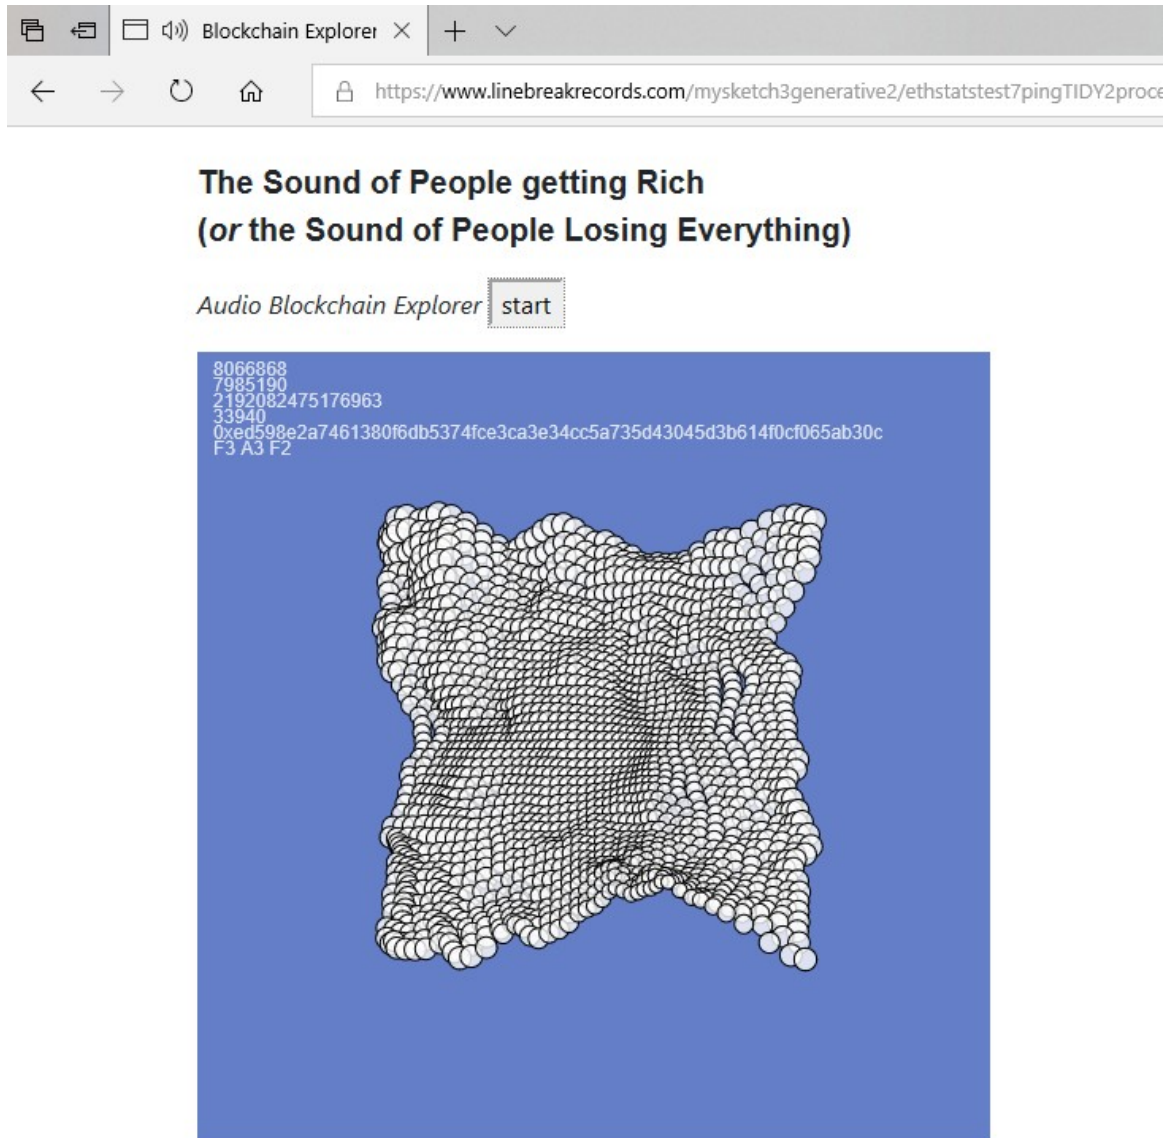 Blockchain Explorer
https://www.linebreakrecords.com/mysketch3generative2/ethstatstest7pingTIDY2proce
The Sound of People getting Rich
(or the Sound of People Losing Everything)
Audio Blockchain Explorer start
8066868
7985190
2192082475176963
33940
0xed598e2a7461380f6db5374fce3ca3e34cc5a735d43045d3b614f0cf065ab30c
F3 A3 F2